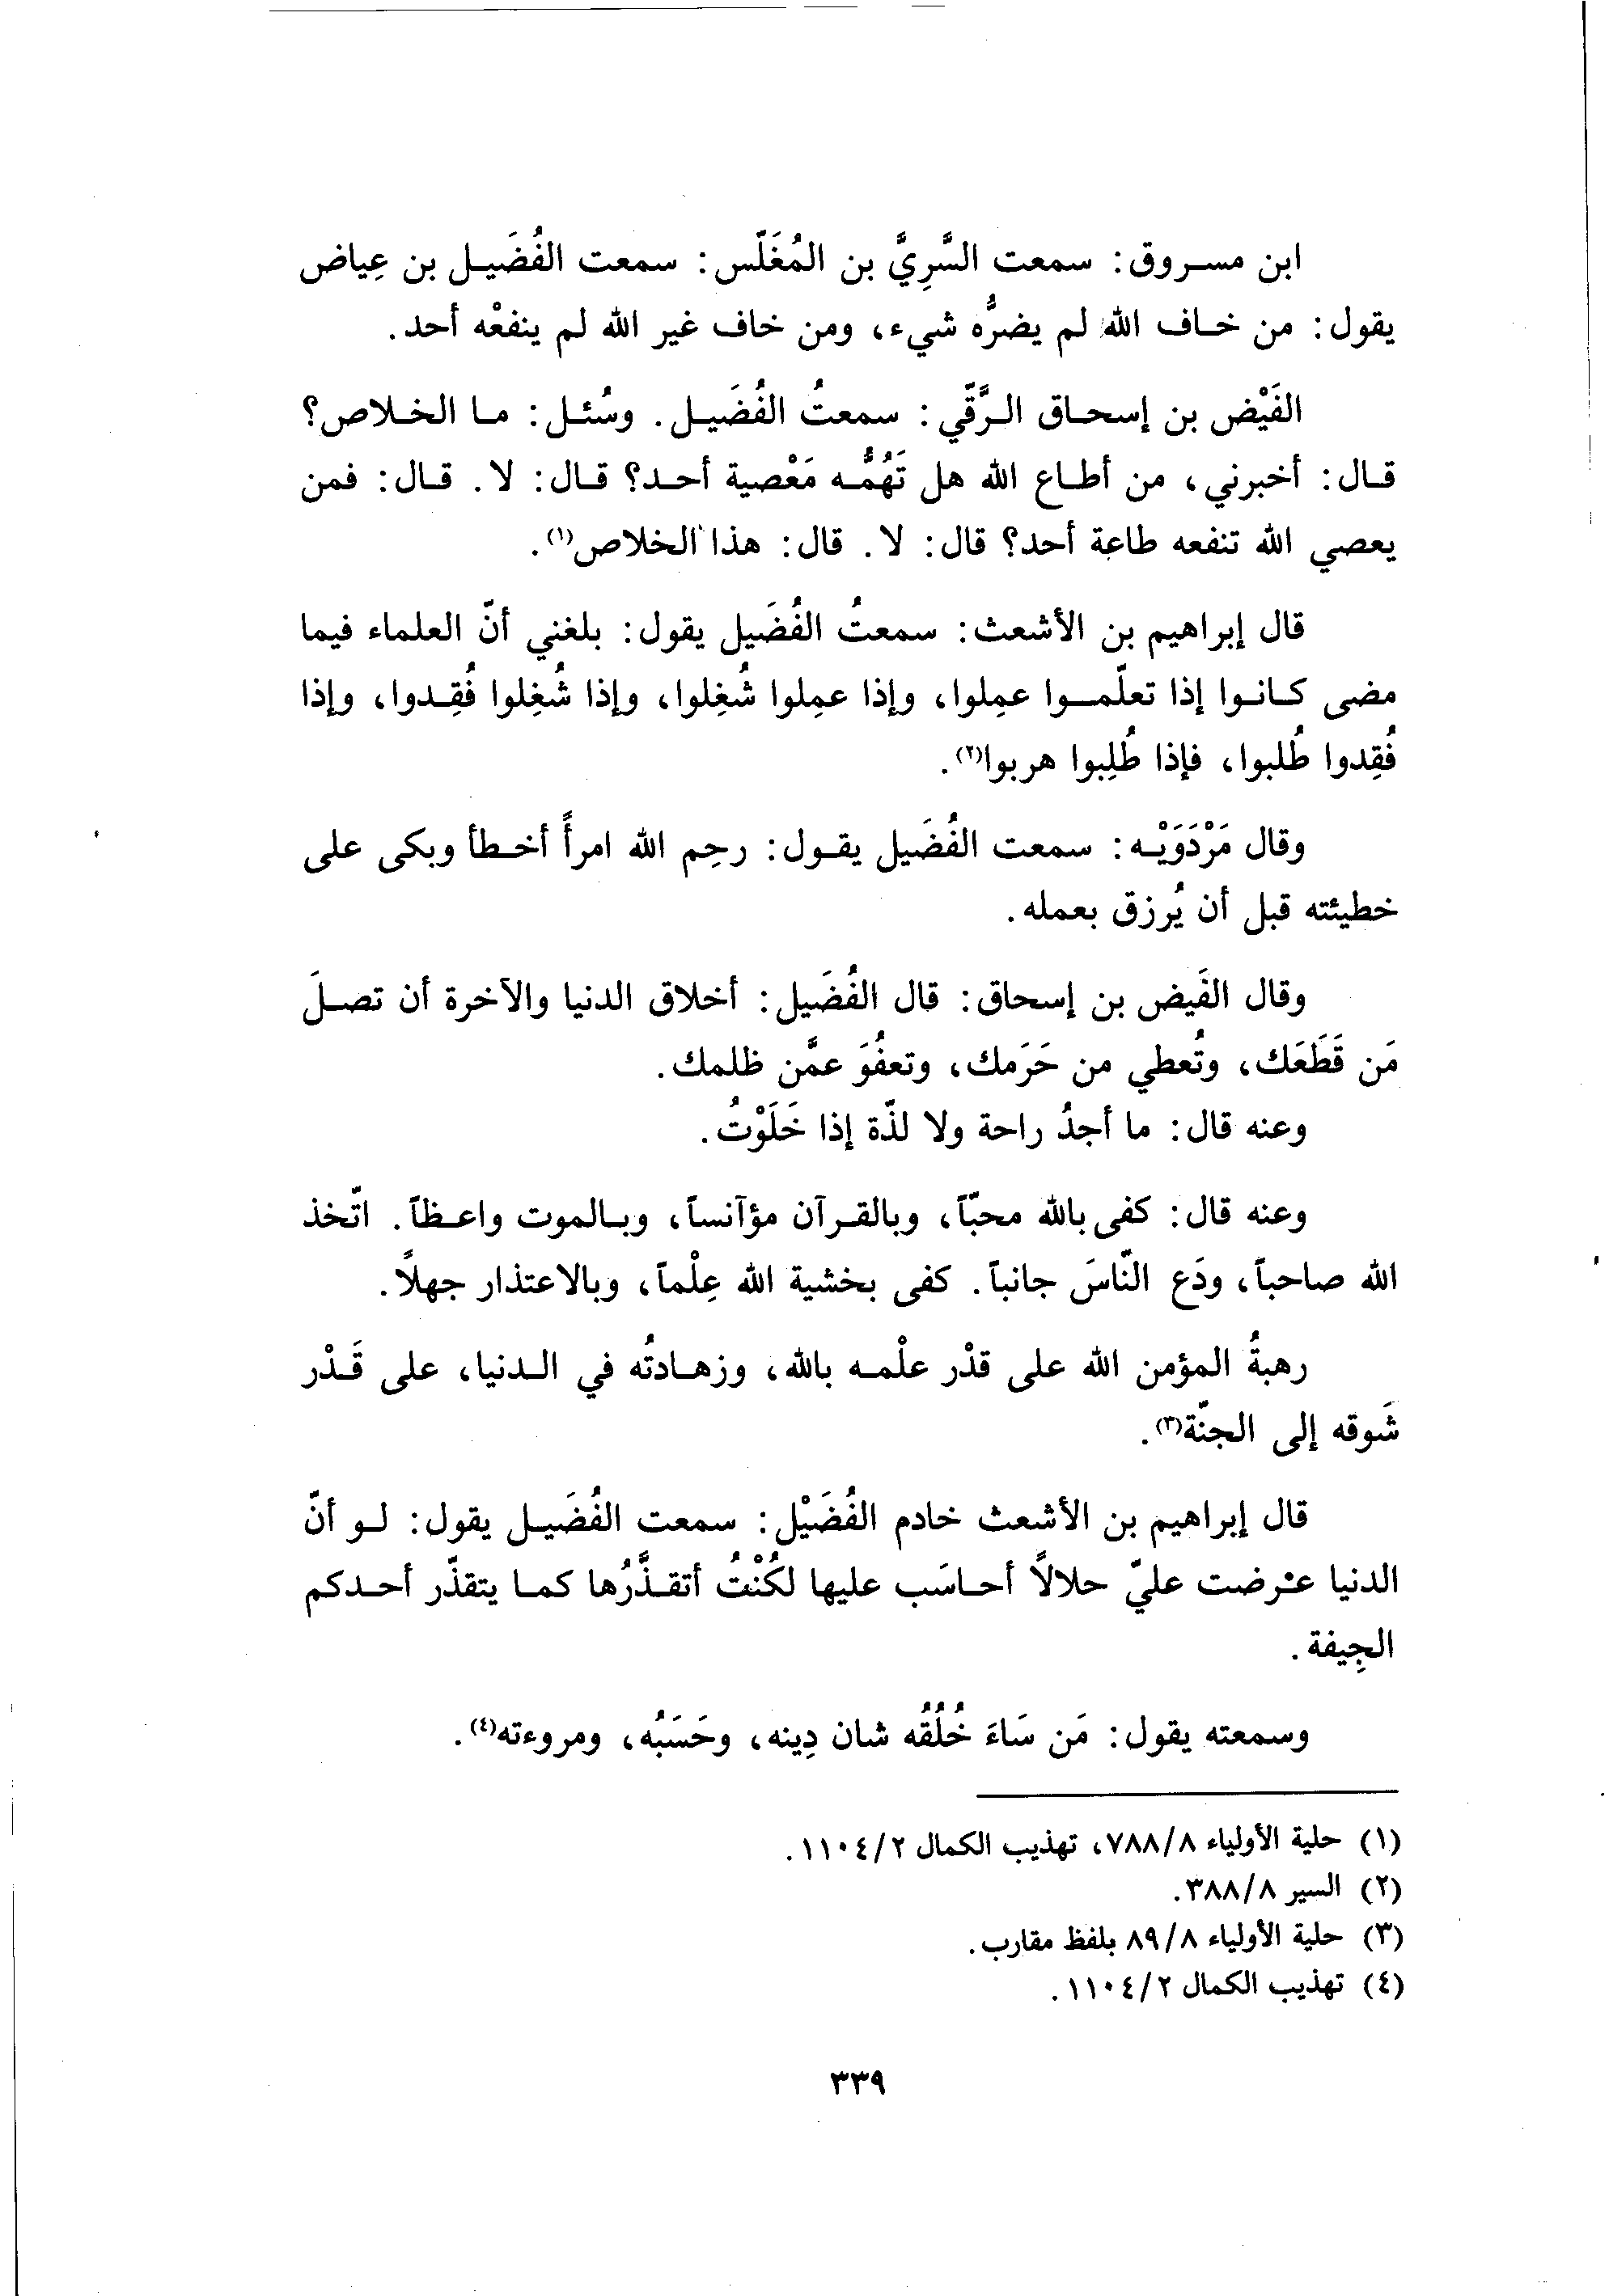 ابن مسروق: سمعت السَّرِيَّ بن المُغَلّس: سمعت الفُضَيل بن عِياض
يقول: من خاف الله لم يضرُّه شيء، ومن خاف غير الله لم ينفعْه أحد.
الفَيْض بن إسحاق الرَّقّي: سمعتُ الفُضَيل. وسُئل: ما الخلاص؟
قال: أخبرني، من أطاع الله هل تَهُمُّه مَعْصية أحد؟ قال: لا. قال: فمن
يعصي الله تنفعه طاعة أحد؟ قال: لا. قال: هذا الخلاص(١).
قال إبراهيم بن الأشعث: سمعتُ الفُضَيل يقول: بلغني أنّ العلماء فيما
مضى كانوا إذا تعلّموا عمِلوا، وإذا عمِلوا شُغِلوا، وإذا شُغِلوا فُقِدوا، وإذا
فُقِدوا طُلبوا، فإذا طُلِبوا هربوا(٢).
وقال مَرْدَوَيْه: سمعت الفُضَيل يقول: رحِم الله امرأً أخطأ وبكى على
خطيئته قبل أن يُرزق بعمله.
وقال الفَيض بن إسحاق: قال الفُضَيل: أخلاق الدنيا والآخرة أن تصلَ
مَن قَطَعَك، وتُعطي من حَرَمك، وتعفُوَ عمَّن ظلمك.
وعنه قال: ما أجدُ راحة ولا لذّة إذا خَلَوْتُ.
وعنه قال: كفى بالله محبّاً، وبالقرآن مؤآنساً، وبالموت واعظاً. اتّخذ
الله صاحباً، ودَع النّاسَ جانباً. كفى بخشية الله عِلْماً، وبالاعتذار جهلاً.
رهبةُ المؤمن الله على قدْر علْمه بالله، وزهادتُه في الدنيا، على قَدْر
شَوقه إلى الجنّة(٣).
قال إبراهيم بن الأشعث خادم الفُضَيْل: سمعت الفُضَيل يقول: لو أنّ
الدنيا عرضت عليّ حلالاً أحاسَب عليها لكُنْتُ أتقذَّرُها كما يتقذّر أحدكم
الجِيفة.
وسمعته يقول: مَن سَاءَ خُلُقُه شان دِينه، وحَسَبُه، ومروءته(٤).
(١) حلية الأولياء ٧٨٨/٨، تهذيب الكمال ١١٠٤/٢.
(٢) السير ٣٨٨/٨.
(٣) حلية الأولياء ٨٩/٨ بلفظ مقارب.
(٤) تهذيب الكمال ١١٠٤/٢.
٣٣٩